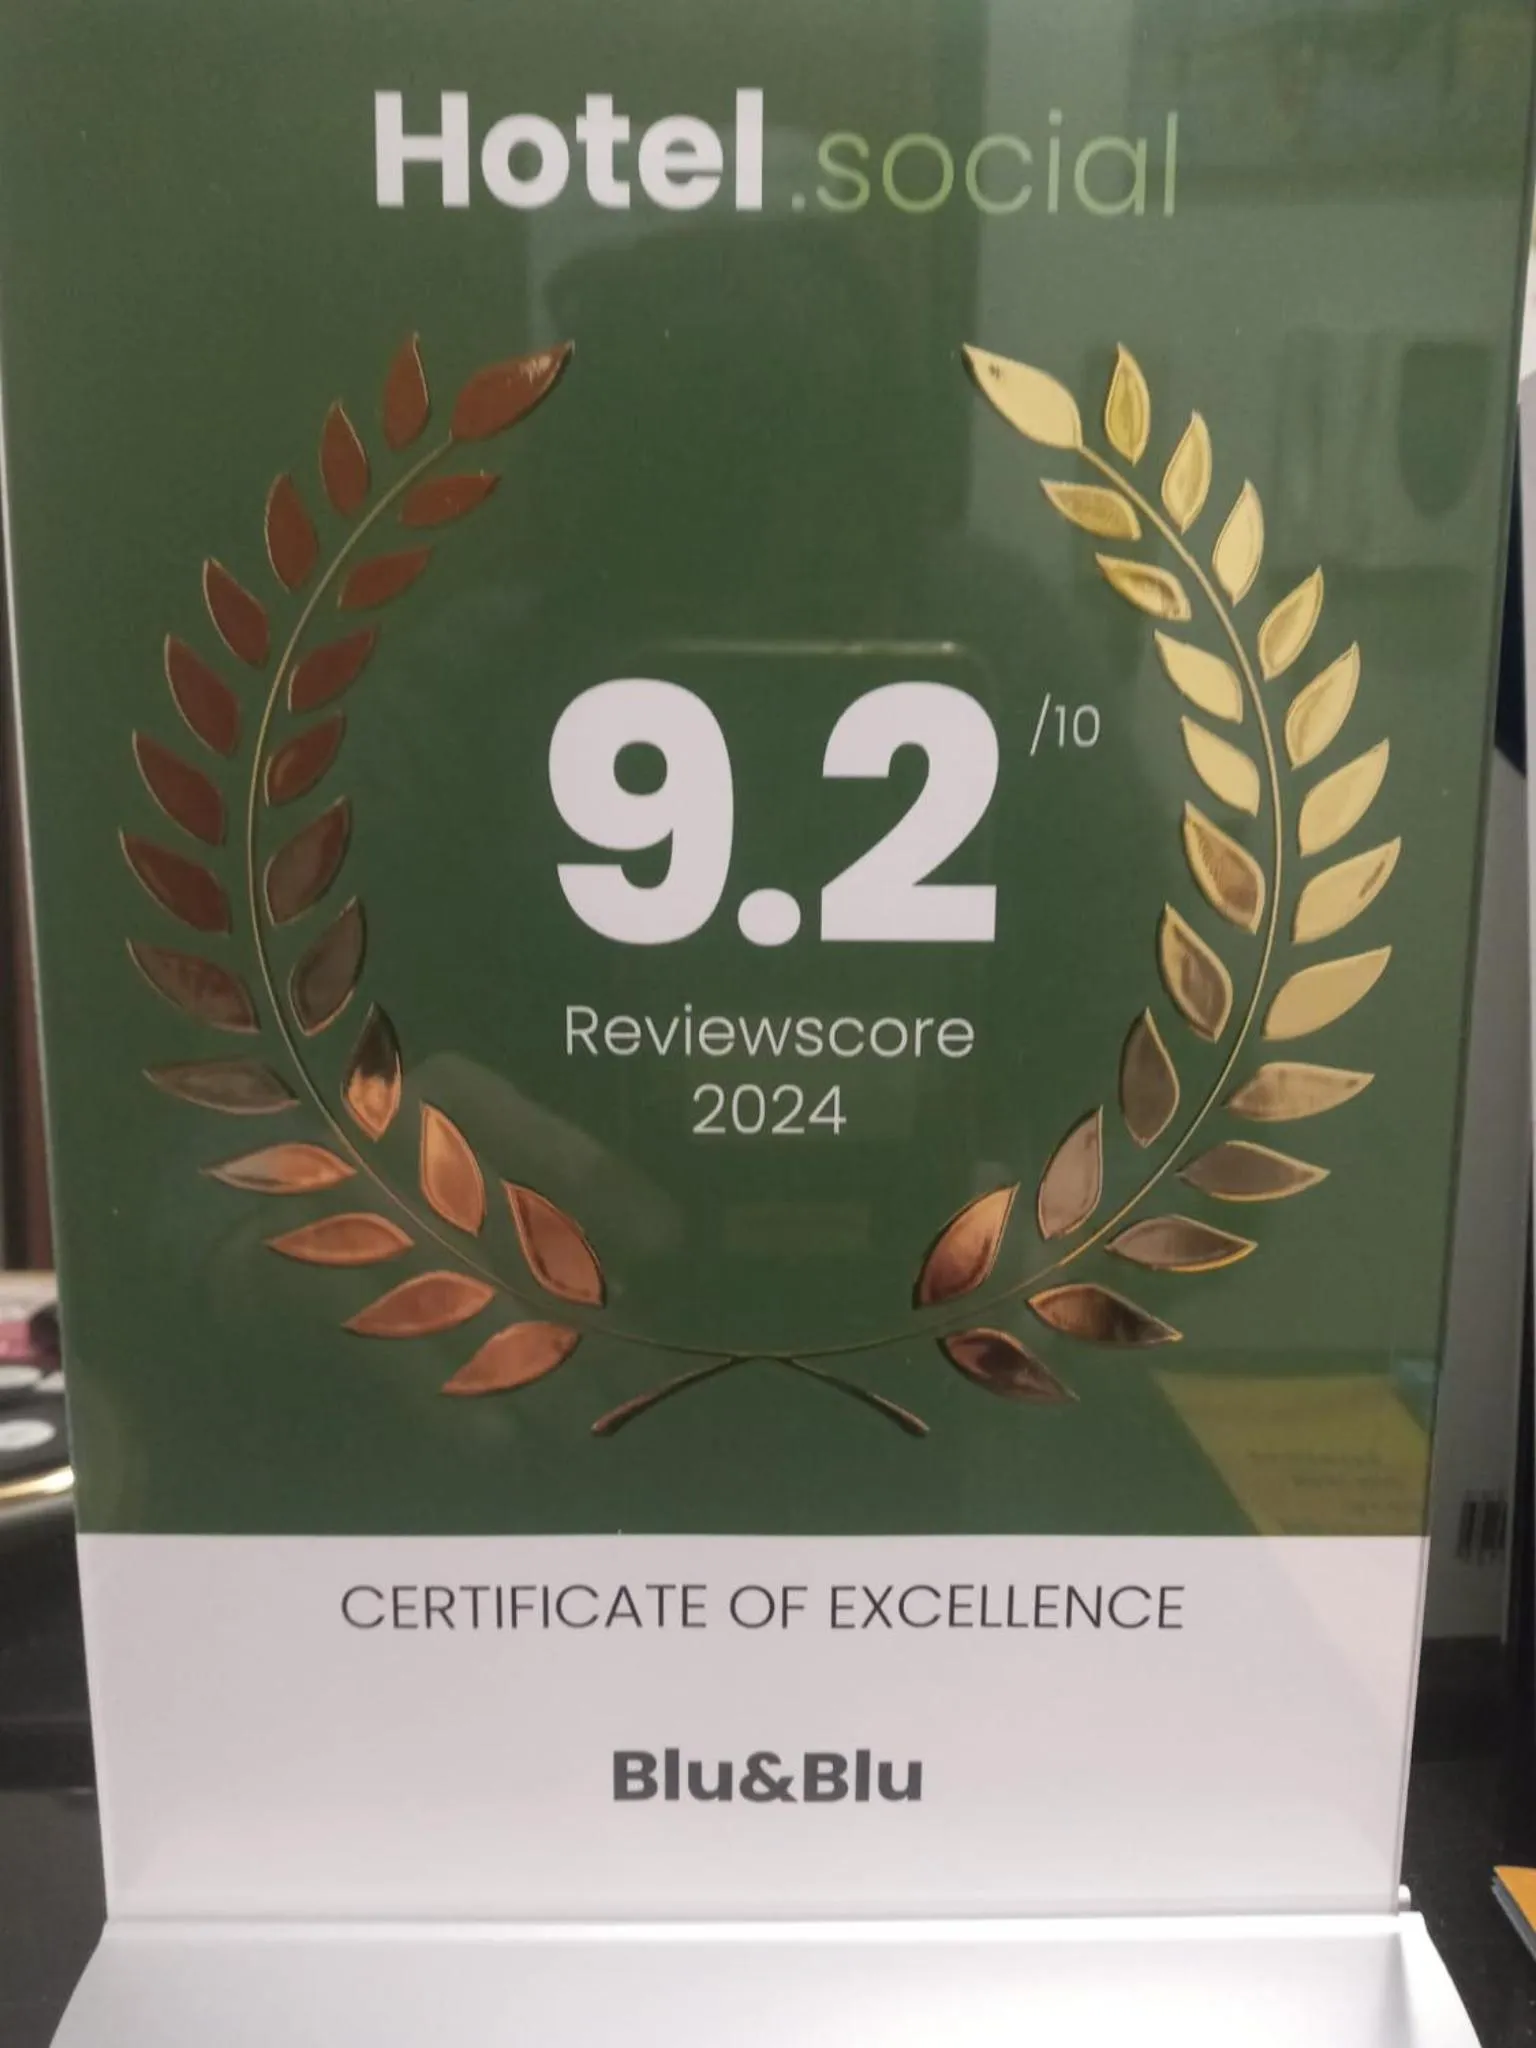 Hotel.social
9.2 /10
Reviewscore
2024
CERTIFICATE OF EXCELLENCE
Blu&Blu